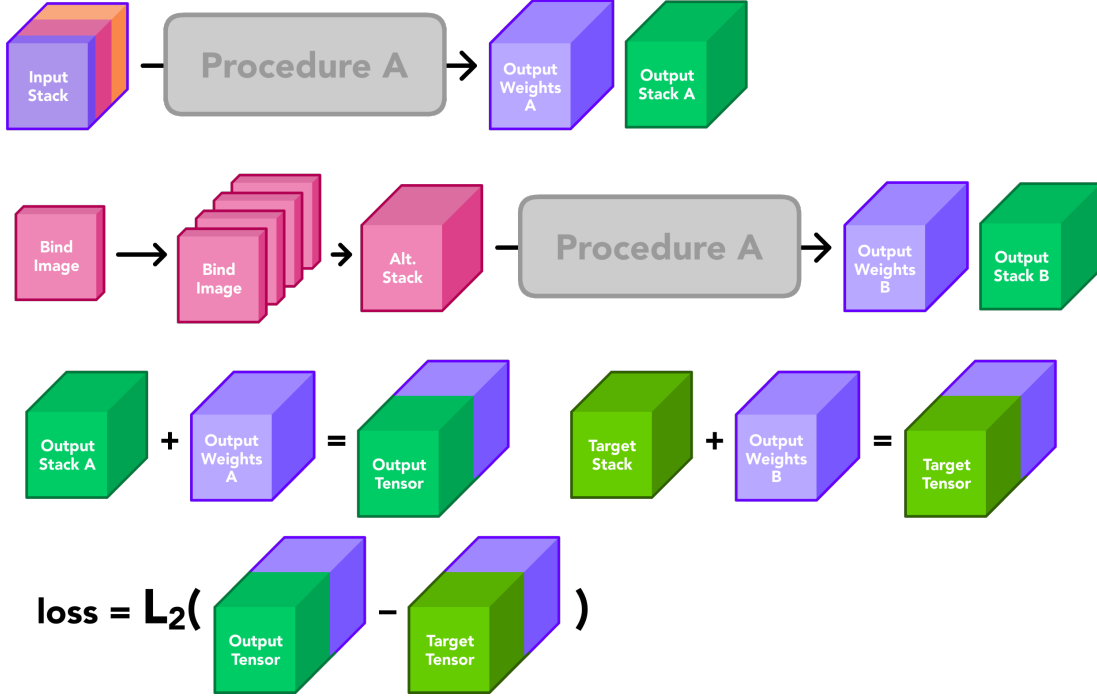 Input
Stack
Procedure A
Output
Weights
A
Output
Stack A
Bind
Image
Bind
Image
Alt.
Stack
Procedure A
Output
Weights
B
Output
Stack B
Output
Stack A
+
Output
Weights
A
=
Output
Tensor
Target
Stack
+
Output
Weights
B
=
Target
Tensor
loss = L₂(
Output
Tensor
–
Target
Tensor
)